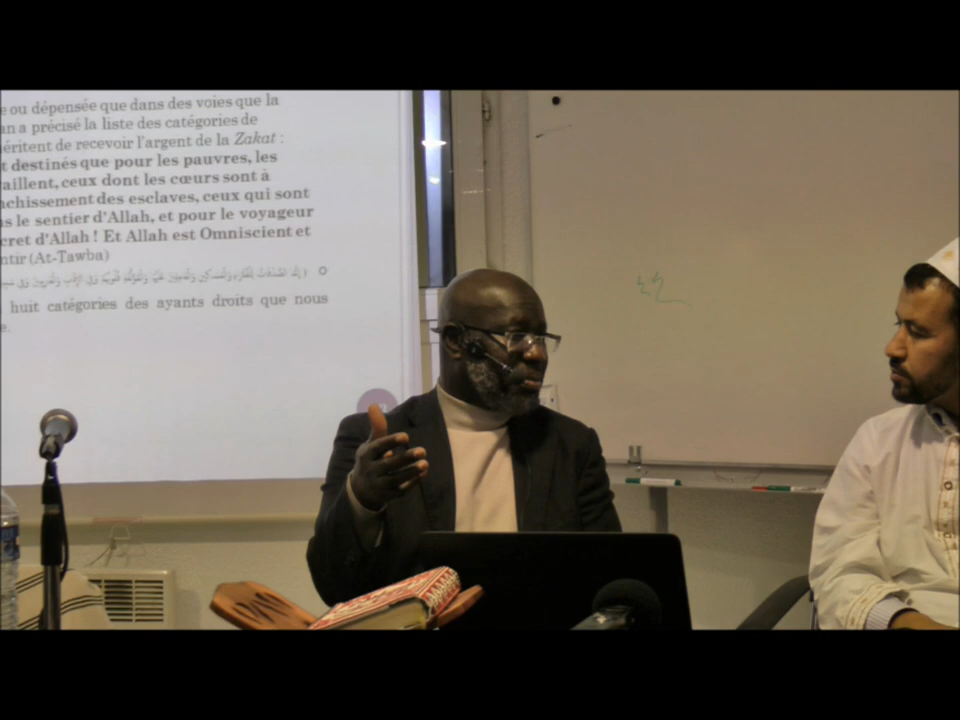 e ou dépensée que dans des voies que la
an a précisé la liste des catégories de
éritent de recevoir l'argent de la Zakat :
t destinés que pour les pauvres, les
aillent, ceux dont les cœurs sont à
nchissement des esclaves, ceux qui sont
ns le sentier d'Allah, et pour le voyageur
cret d'Allah ! Et Allah est Omniscient et
ntir (At-Tawba)
huit catégories des ayants droits que nous
e.